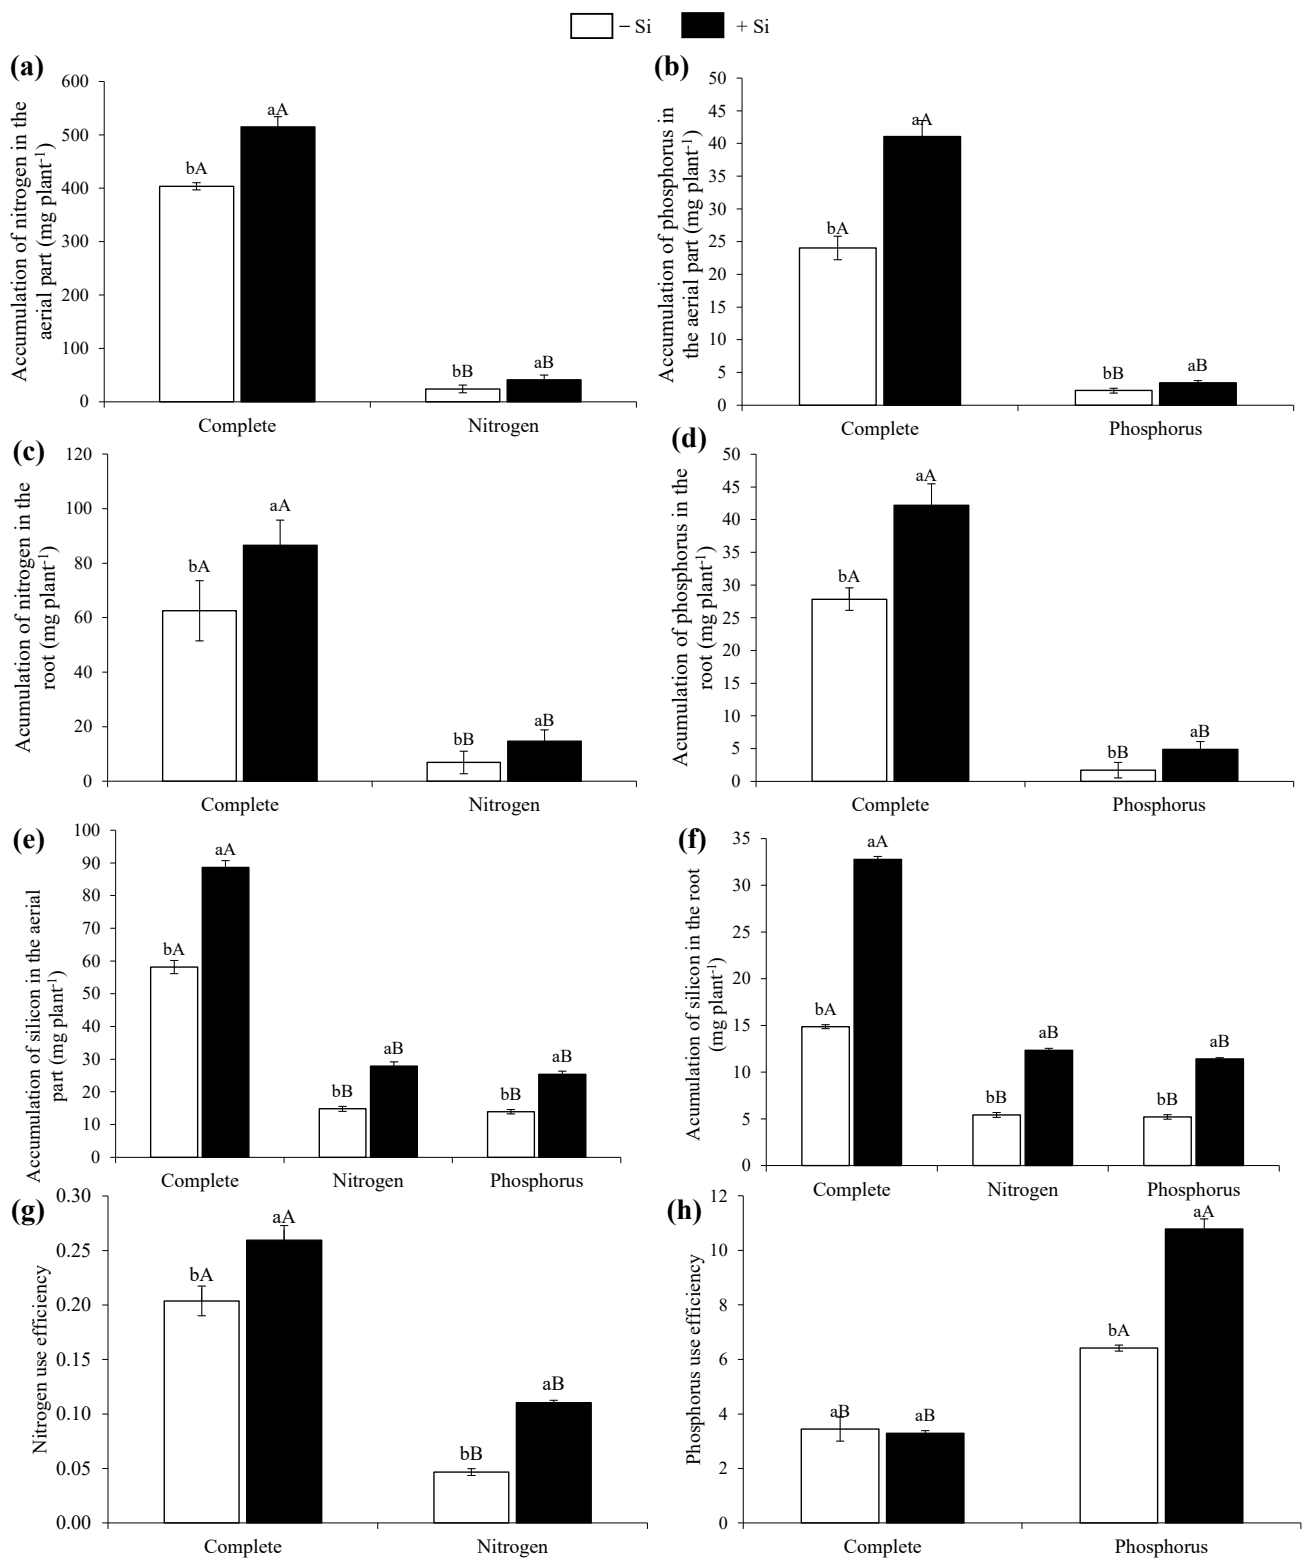 – Si + Si
(a)
Accumulation of nitrogen in the
aerial part (mg plant⁻¹)
600
500
400
300
200
100
0
bA
aA
bB
aB
Complete
Nitrogen
(b)
Accumulation of phosphorus in
the aerial part (mg plant⁻¹)
50
45
40
35
30
25
20
15
10
5
0
bA
aA
bB
aB
Complete
Phosphorus
(c)
Acumulation of nitrogen in the
root (mg plant⁻¹)
120
100
80
60
40
20
0
bA
aA
bB
aB
Complete
Nitrogen
(d)
Acumulation of phosphorus in the
root (mg plant⁻¹)
50
45
40
35
30
25
20
15
10
5
0
bA
aA
bB
aB
Complete
Phosphorus
(e)
Accumulation of silicon in the aerial
part (mg plant⁻¹)
100
90
80
70
60
50
40
30
20
10
0
bA
aA
bB
aB
bB
aB
Complete
Nitrogen
Phosphorus
(f)
Acumulation of silicon in the root
(mg plant⁻¹)
35
30
25
20
15
10
5
0
bA
aA
bB
aB
bB
aB
Complete
Nitrogen
Phosphorus
(g)
Nitrogen use efficiency
0.30
0.25
0.20
0.15
0.10
0.05
0.00
bA
aA
bB
aB
Complete
Nitrogen
(h)
Phosphorus use efficiency
12
10
8
6
4
2
0
aB
aB
bA
aA
Complete
Phosphorus